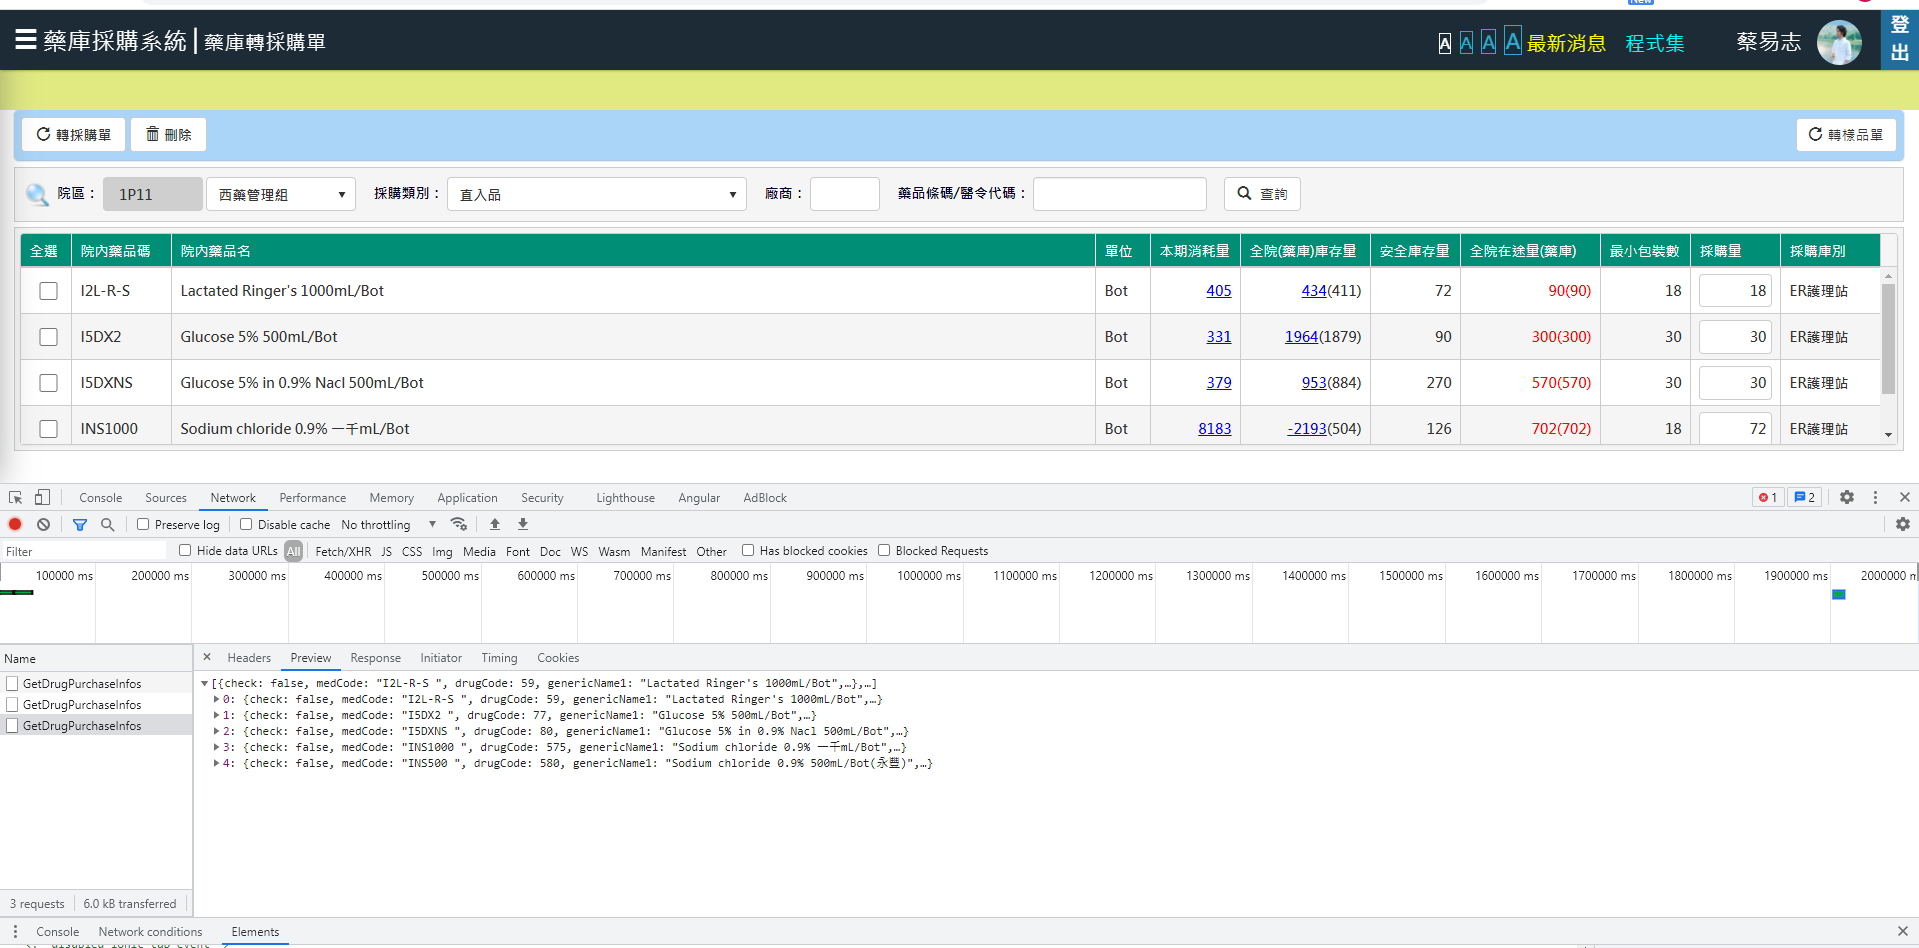 New
藥庫採購系統 | 藥庫轉採購單
A A A A 最新消息 程式集 蔡易志 登出
轉採購單 刪除 轉樣品單
院區： 1P11 西藥管理組 採購類別： 直入品 廠商： 藥品條碼/醫令代碼： 查詢
全選 院內藥品碼 院內藥品名 單位 本期消耗量 全院(藥庫)庫存量 安全庫存量 全院在途量(藥庫) 最小包裝數 採購量 採購庫別
I2L-R-S Lactated Ringer's 1000mL/Bot Bot 405 434(411) 72 90(90) 18 18 ER護理站
I5DX2 Glucose 5% 500mL/Bot Bot 331 1964(1879) 90 300(300) 30 30 ER護理站
I5DXNS Glucose 5% in 0.9% Nacl 500mL/Bot Bot 379 953(884) 270 570(570) 30 30 ER護理站
INS1000 Sodium chloride 0.9% 一千mL/Bot Bot 8183 -2193(504) 126 702(702) 18 72 ER護理站
Console Sources Network Performance Memory Application Security Lighthouse Angular AdBlock 1 2
Preserve log Disable cache No throttling
Filter Hide data URLs All Fetch/XHR JS CSS Img Media Font Doc WS Wasm Manifest Other Has blocked cookies Blocked Requests
100000 ms 200000 ms 300000 ms 400000 ms 500000 ms 600000 ms 700000 ms 800000 ms 900000 ms 1000000 ms 1100000 ms 1200000 ms 1300000 ms 1400000 ms 1500000 ms 1600000 ms 1700000 ms 1800000 ms 1900000 ms 2000000 m
Name Headers Preview Response Initiator Timing Cookies
GetDrugPurchaseInfos
GetDrugPurchaseInfos
GetDrugPurchaseInfos
[{check: false, medCode: "I2L-R-S ", drugCode: 59, genericName1: "Lactated Ringer's 1000mL/Bot",…},…]
0: {check: false, medCode: "I2L-R-S ", drugCode: 59, genericName1: "Lactated Ringer's 1000mL/Bot",…}
1: {check: false, medCode: "I5DX2 ", drugCode: 77, genericName1: "Glucose 5% 500mL/Bot",…}
2: {check: false, medCode: "I5DXNS ", drugCode: 80, genericName1: "Glucose 5% in 0.9% Nacl 500mL/Bot",…}
3: {check: false, medCode: "INS1000 ", drugCode: 575, genericName1: "Sodium chloride 0.9% 一千mL/Bot",…}
4: {check: false, medCode: "INS500 ", drugCode: 580, genericName1: "Sodium chloride 0.9% 500mL/Bot(永豐)",…}
3 requests 6.0 kB transferred
Console Network conditions Elements